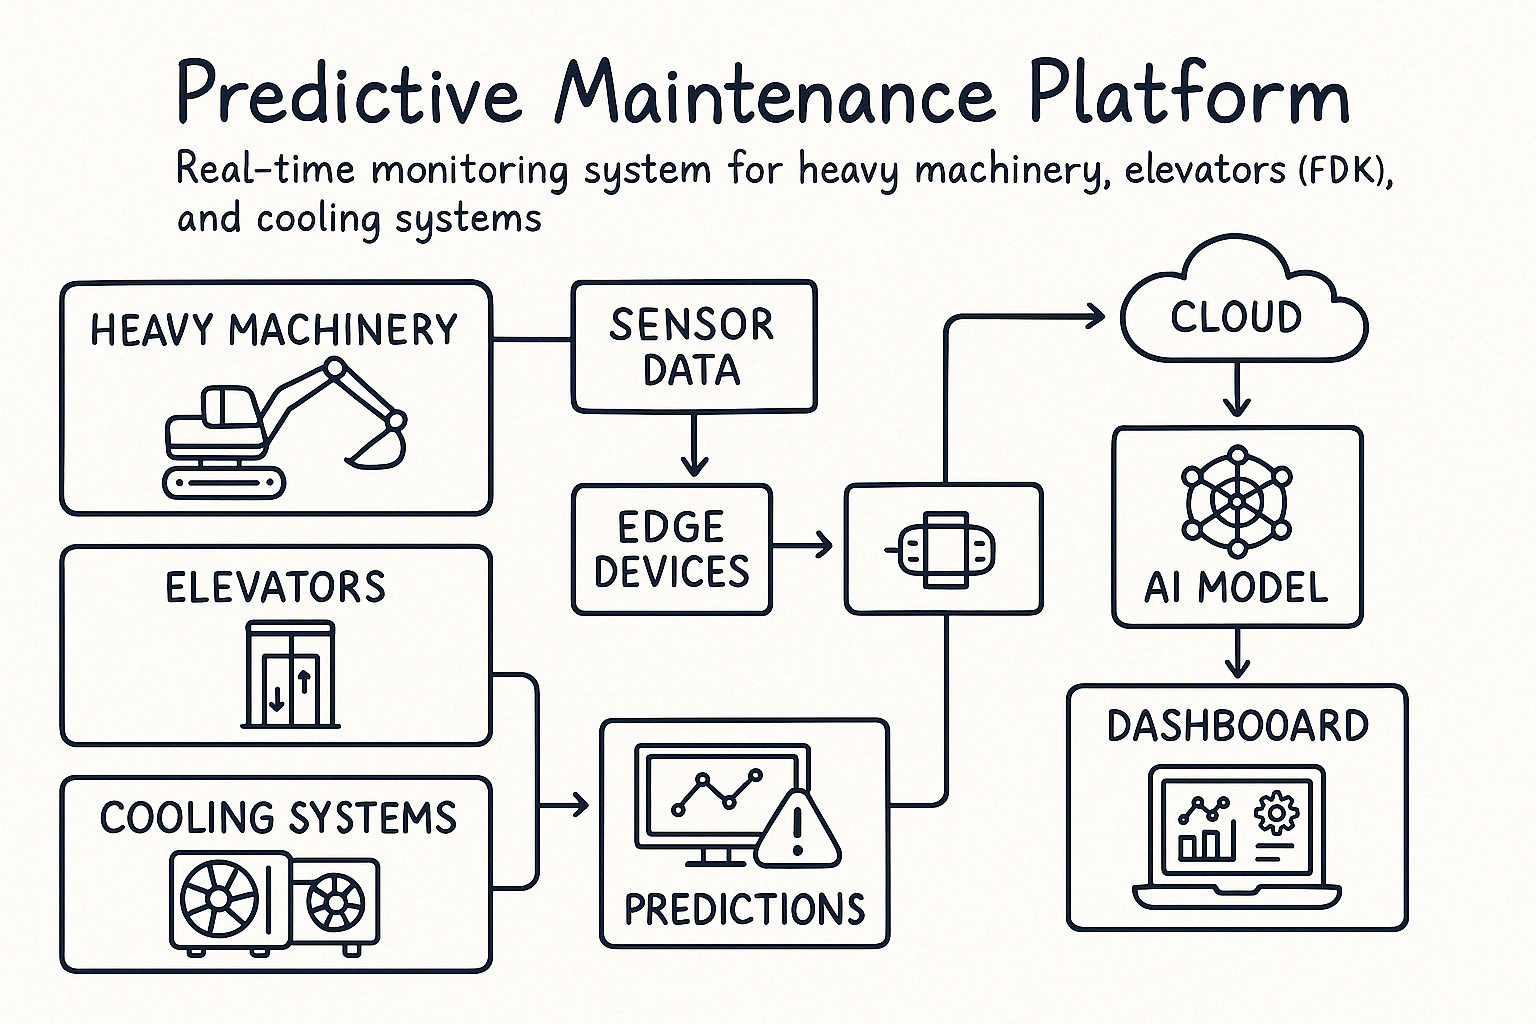 Predictive Maintenance Platform
Real-time monitoring system for heavy machinery, elevators (FDK),
and cooling systems
HEAVY MACHINERY
SENSOR
DATA
CLOUD
EDGE
DEVICES
AI MODEL
ELEVATORS
DASHBOOARD
COOLING SYSTEMS
PREDICTIONS